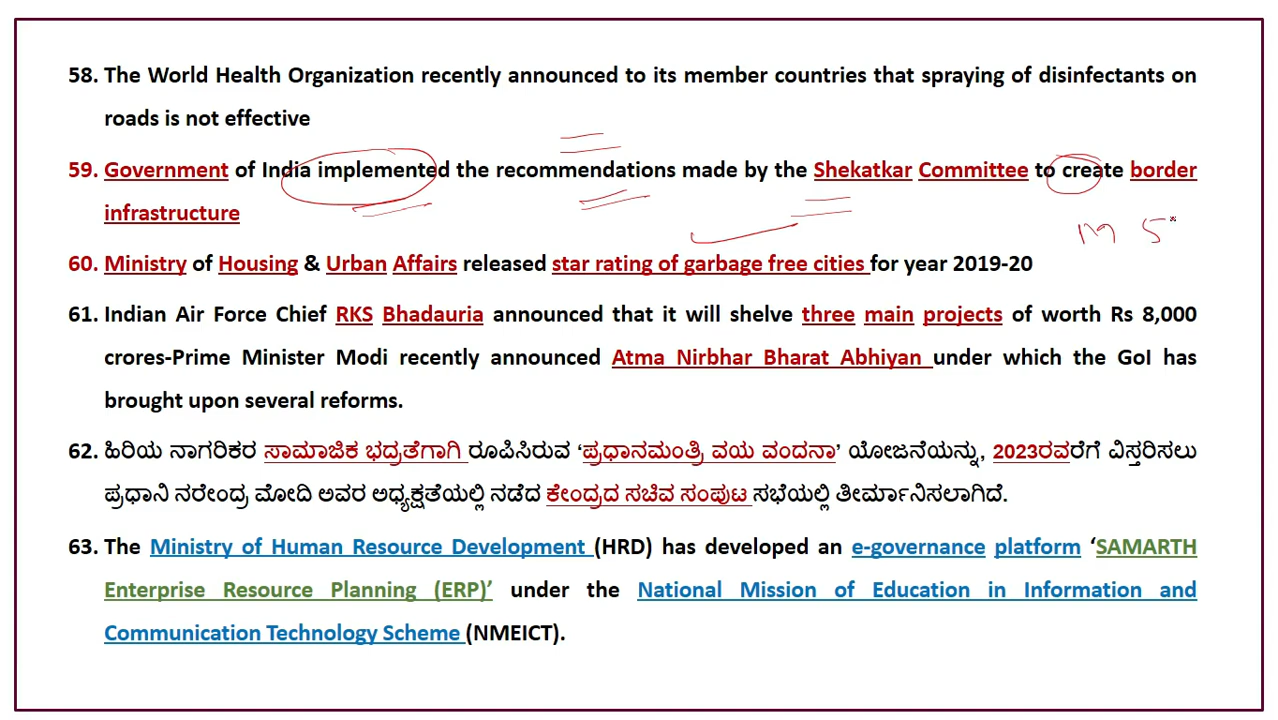 58. The World Health Organization recently announced to its member countries that spraying of disinfectants on
roads is not effective
59. Government of India implemented the recommendations made by the Shekatkar Committee to create border
infrastructure
60. Ministry of Housing & Urban Affairs released star rating of garbage free cities for year 2019-20
61. Indian Air Force Chief RKS Bhadauria announced that it will shelve three main projects of worth Rs 8,000
crores-Prime Minister Modi recently announced Atma Nirbhar Bharat Abhiyan under which the GoI has
brought upon several reforms.
62. ಹಿರಿಯ ನಾಗರಿಕರ ಸಾಮಾಜಿಕ ಭದ್ರತೆಗಾಗಿ ರೂಪಿಸಿರುವ ‘ಪ್ರಧಾನಮಂತ್ರಿ ವಯ ವಂದನಾ’ ಯೋಜನೆಯನ್ನು, 2023ರವರೆಗೆ ವಿಸ್ತರಿಸಲು
ಪ್ರಧಾನಿ ನರೇಂದ್ರ ಮೋದಿ ಅವರ ಅಧ್ಯಕ್ಷತೆಯಲ್ಲಿ ನಡೆದ ಕೇಂದ್ರದ ಸಚಿವ ಸಂಪುಟ ಸಭೆಯಲ್ಲಿ ತೀರ್ಮಾನಿಸಲಾಗಿದೆ.
63. The Ministry of Human Resource Development (HRD) has developed an e-governance platform ‘SAMARTH
Enterprise Resource Planning (ERP)’ under the National Mission of Education in Information and
Communication Technology Scheme (NMEICT).